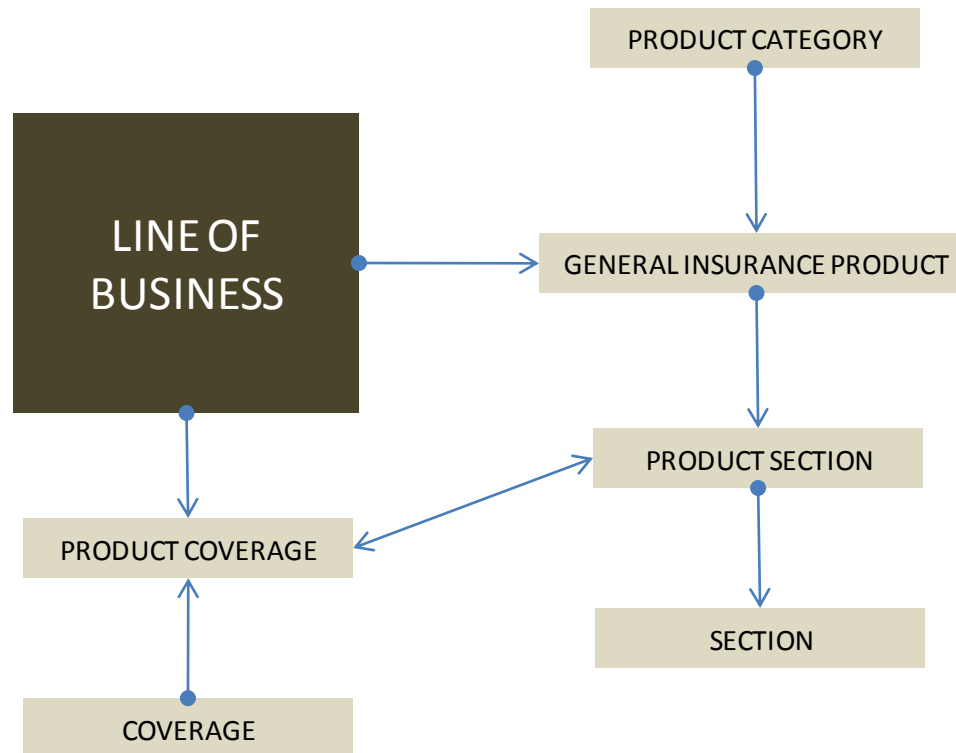 PRODUCT CATEGORY
LINE OF
BUSINESS
GENERAL INSURANCE PRODUCT
PRODUCT SECTION
PRODUCT COVERAGE
SECTION
COVERAGE